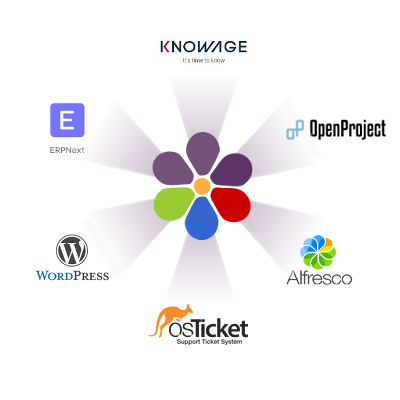 KNOWAGE
it's time to know
E
ERPNext
OpenProject
W
WORDPRESS
Alfresco
osTicket
Support Ticket System